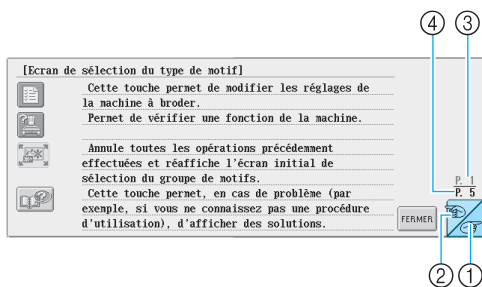 ④ ③
[Ecran de sélection du type de motif]
Cette touche permet de modifier les réglages de
la machine à broder.
Permet de vérifier une fonction de la machine.
Annule toutes les opérations précédemment
effectuées et réaffiche l'écran initial de
sélection du groupe de motifs.
Cette touche permet, en cas de problème (par
exemple, si vous ne connaissez pas une procédure
d'utilisation), d'afficher des solutions.
P. 1
P. 5
FERMER
② ①